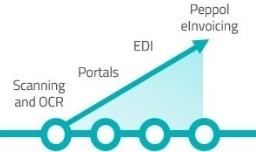 Peppol
eInvoicing
EDI
Portals
Scanning
and OCR